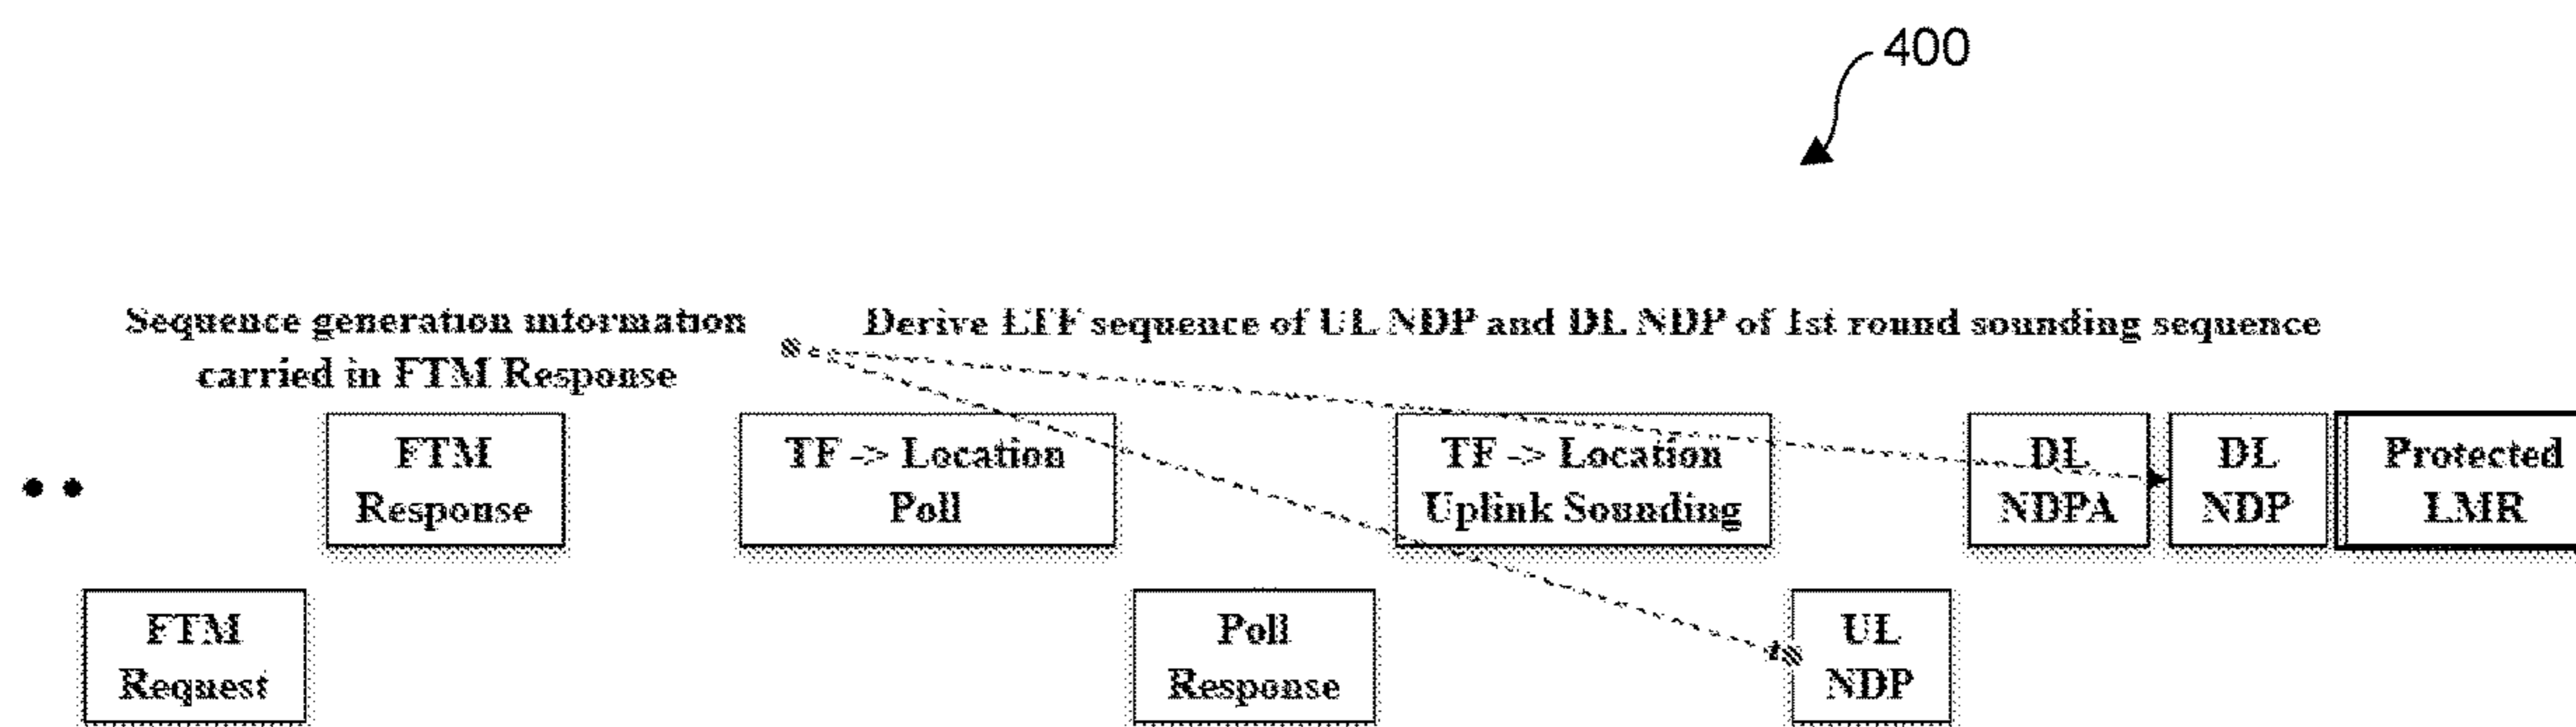 400
Sequence generation information
carried in FTM Response
Derive LTF sequence of UL NDP and DL NDP of 1st round sounding sequence
FTM
Response
TF -> Location
Poll
TF -> Location
Uplink Sounding
DL
NDPA
DL
NDP
Protected
LMR
FTM
Request
Poll
Response
UL
NDP